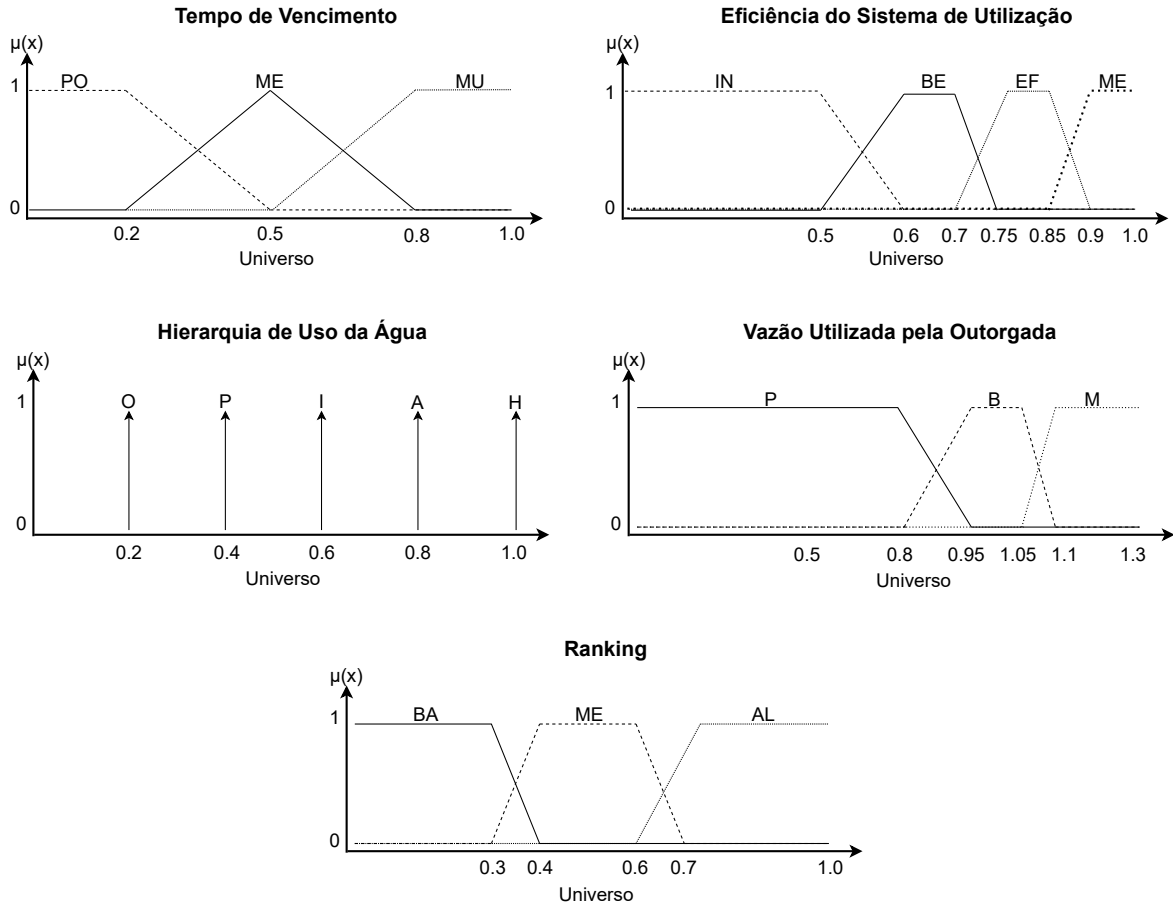 Tempo de Vencimento
μ(x)
1
PO
ME
MU
0
0.2
0.5
0.8
1.0
Universo
Eficiência do Sistema de Utilização
μ(x)
1
IN
BE
EF
ME
0
0.5
0.6
0.7
0.75
0.85
0.9
1.0
Universo
Hierarquia de Uso da Água
μ(x)
1
O
P
I
A
H
0
0.2
0.4
0.6
0.8
1.0
Universo
Vazão Utilizada pela Outorgada
μ(x)
1
P
B
M
0
0.5
0.8
0.95
1.05
1.1
1.3
Universo
Ranking
μ(x)
1
BA
ME
AL
0
0.3
0.4
0.6
0.7
1.0
Universo